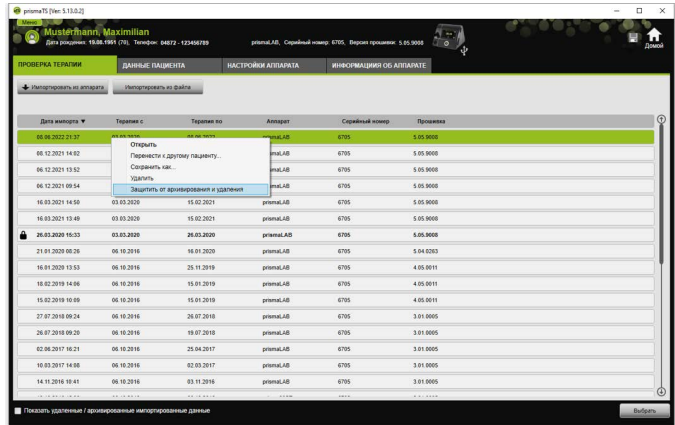 prismaTS [Ver: 5.13.0.2]
Меню
Mustermann, Maximilian
Дата рождения: 19.08.1951 (70), Телефон: 04872 - 123456789
prismaLAB, Серийный номер: 6705, Версия прошивки: 5.05.9008
Домой
ПРОВЕРКА ТЕРАПИИ ДАННЫЕ ПАЦИЕНТА НАСТРОЙКИ АППАРАТА ИНФОРМАЦИИЯ ОБ АППАРАТЕ
Импортировать из аппарата Импортировать из файла
Дата импорта ▼ Терапия с Терапия по Аппарат Серийный номер Прошивка
08.06.2022 21:37 03.03.2020 08.06.2022 prismaLAB 6705 5.05.9008
Открыть
08.12.2021 14:02 6705 5.05.9008
Перенести к другому пациенту...
06.12.2021 13:52 Сохранить как... 6705 5.05.9008
Удалить
06.12.2021 09:54 6705 5.05.9008
Защитить от архивирования и удаления
16.03.2021 14:50 03.03.2020 15.02.2021 prismaLAB 6705 5.05.9008
16.03.2021 13:49 03.03.2020 15.02.2021 prismaLAB 6705 5.05.9008
26.03.2020 15:33 03.03.2020 26.03.2020 prismaLAB 6705 5.05.9008
21.01.2020 08:26 06.10.2016 16.01.2020 prismaLAB 6705 5.04.0263
16.01.2020 13:53 06.10.2016 25.11.2019 prismaLAB 6705 4.05.0011
18.02.2019 14:06 06.10.2016 15.01.2019 prismaLAB 6705 4.05.0011
15.02.2019 10:09 06.10.2016 15.01.2019 prismaLAB 6705 4.05.0011
27.07.2018 09:24 06.10.2016 26.07.2018 prismaLAB 6705 3.01.0005
26.07.2018 09:20 06.10.2016 19.07.2018 prismaLAB 6705 3.01.0005
02.06.2017 16:21 06.10.2016 25.04.2017 prismaLAB 6705 3.01.0005
10.03.2017 14:08 06.10.2016 02.03.2017 prismaLAB 6705 3.01.0005
14.11.2016 10:41 06.10.2016 03.11.2016 prismaLAB 6705 3.01.0005
Показать удаленные / архивированные импортированные данные
Выбрать